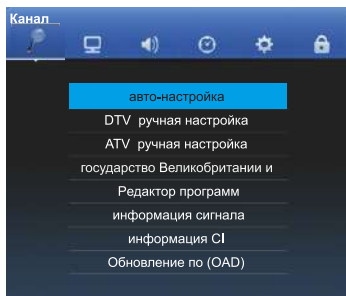 Канал
авто-настройка
DTV ручная настройка
ATV ручная настройка
государство Великобритании и
Редактор программ
информация сигнала
информация CI
Обновление по (OAD)